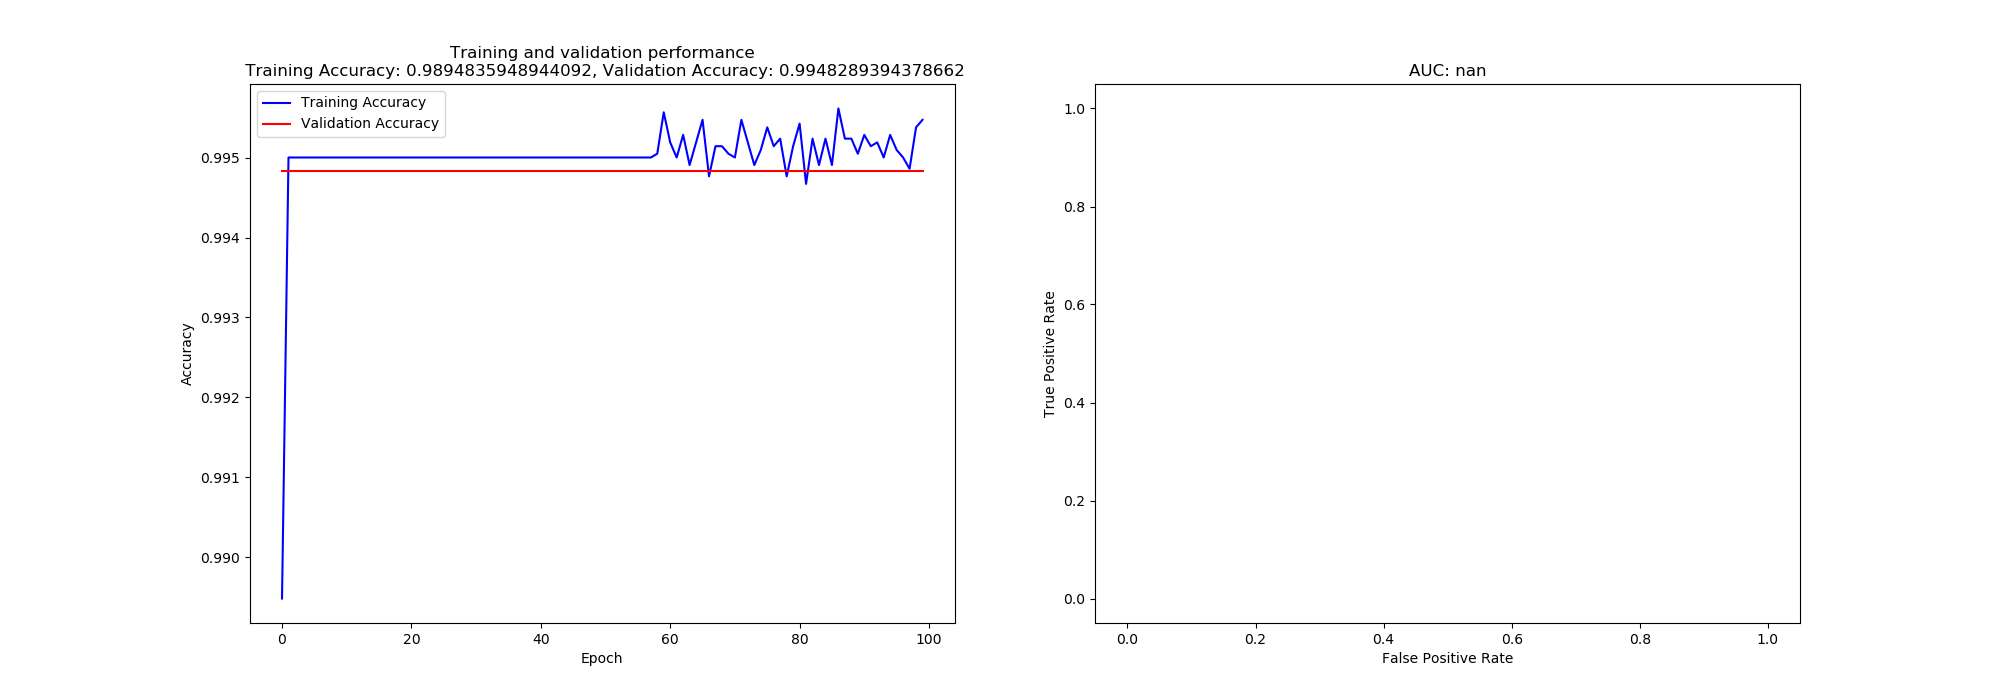 Training and validation performance
Training Accuracy: 0.9894835948944092, Validation Accuracy: 0.9948289394378662
Training Accuracy
Validation Accuracy
0.995
0.994
0.993
0.992
0.991
0.990
Accuracy
0 20 40 60 80 100
Epoch
AUC: nan
1.0
0.8
0.6
0.4
0.2
0.0
True Positive Rate
0.0 0.2 0.4 0.6 0.8 1.0
False Positive Rate